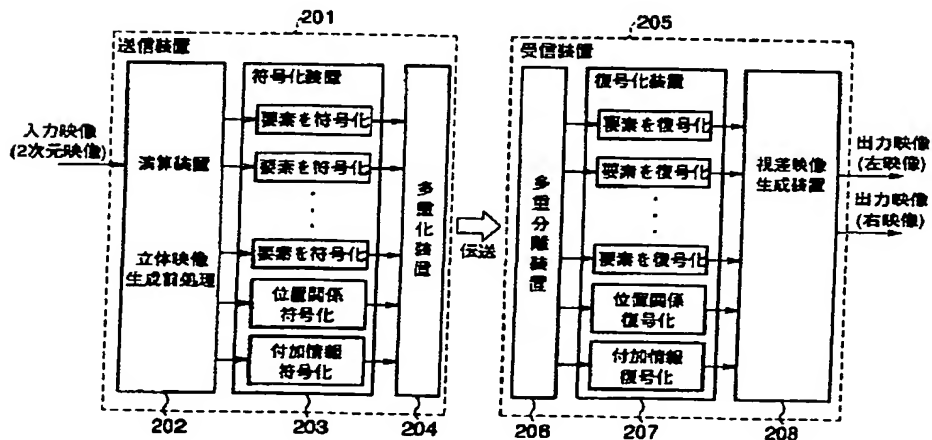 201
送信装置
入力映像
(2次元映像)
演算装置
立体映像
生成前処理
202
符号化装置
要素を符号化
要素を符号化
要素を符号化
位置関係
符号化
付加情報
符号化
203
多重化装置
204
伝送
205
受信装置
多重分離装置
206
復号化装置
要素を復号化
要素を復号化
要素を復号化
位置関係
復号化
付加情報
復号化
207
視差映像
生成装置
208
出力映像
(左映像)
出力映像
(右映像)